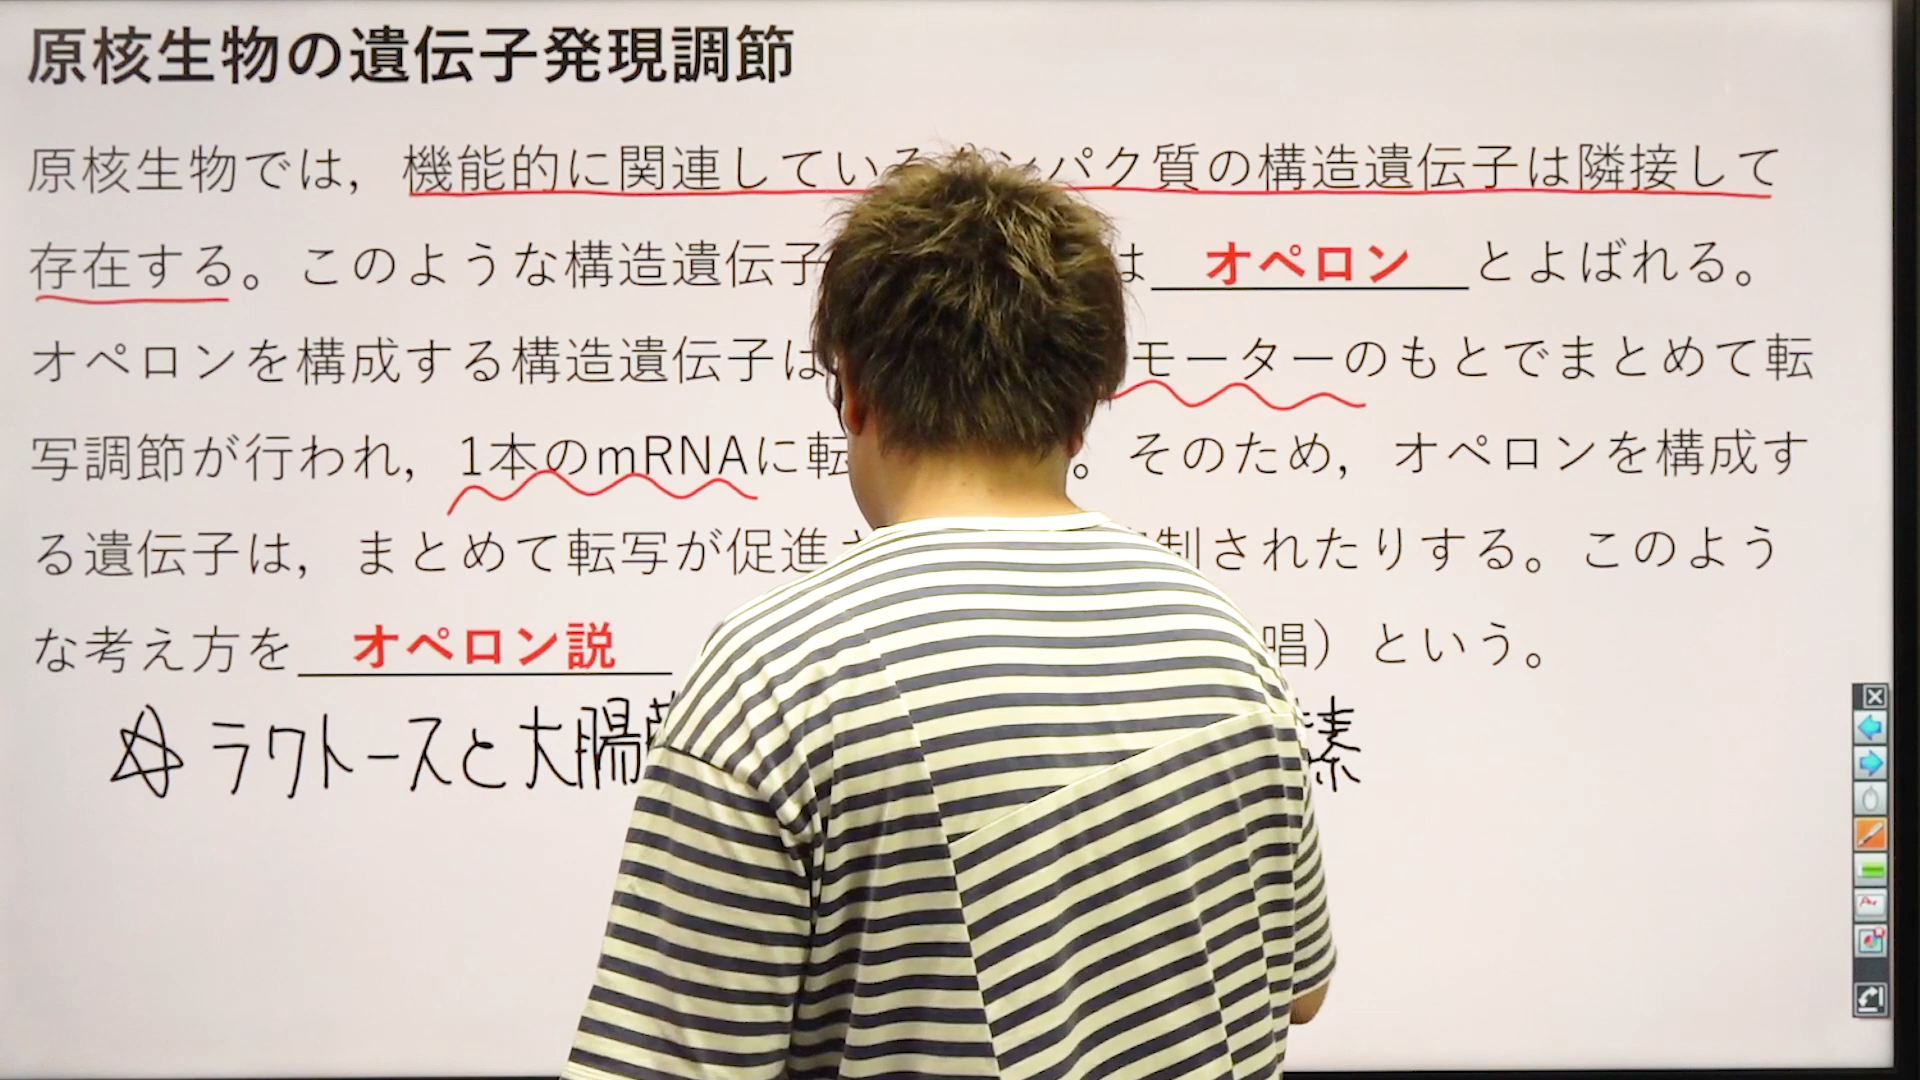 原核生物の遺伝子発現調節
原核生物では，機能的に関連している パク質の構造遺伝子は隣接して
存在する。このような構造遺伝子 は オペロン とよばれる。
オペロンを構成する構造遺伝子は モーターのもとでまとめて転
写調節が行われ，1本のmRNAに転 。そのため，オペロンを構成す
る遺伝子は，まとめて転写が促進 制されたりする。このよう
な考え方を オペロン説 唱）という。
☆ ラクトースと大腸 素